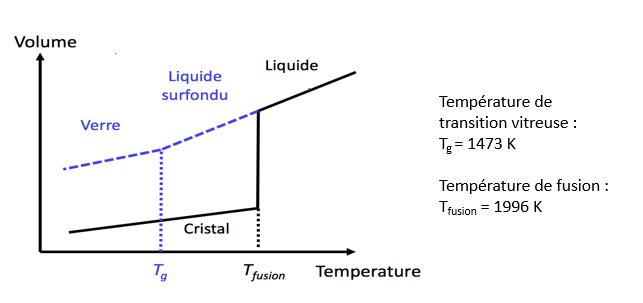 Volume
Liquide
Liquide
surfondu
Verre
Cristal
Tg
Tfusion
Temperature
Température de
transition vitreuse :
Tg = 1473 K
Température de fusion :
Tfusion = 1996 K